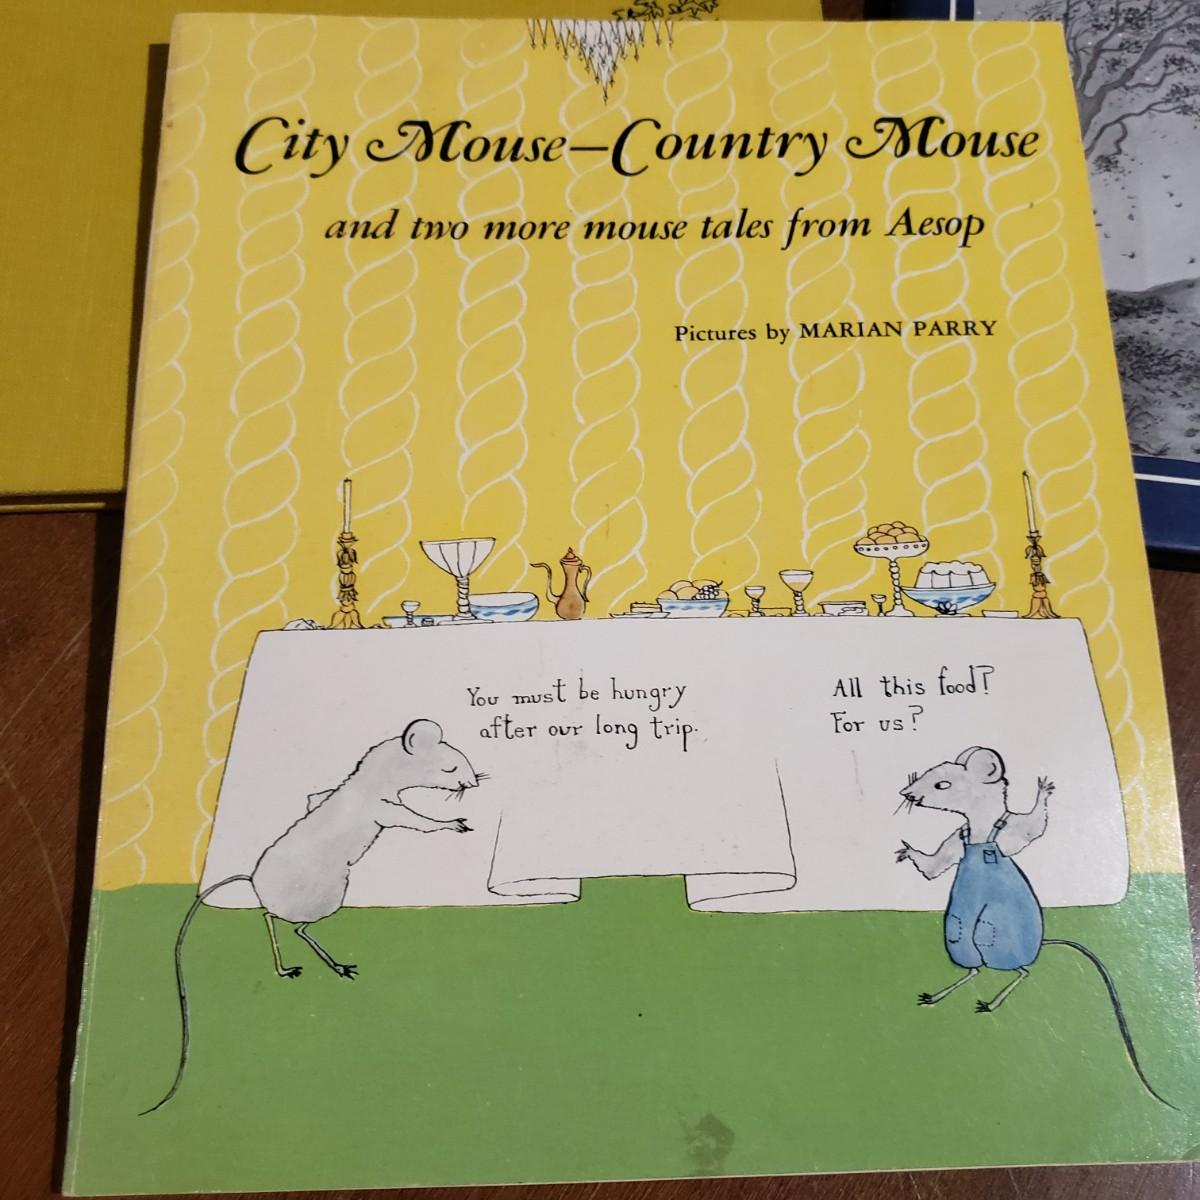 City Mouse—Country Mouse
and two more mouse tales from Aesop
Pictures by MARIAN PARRY
You must be hungry
after our long trip.
All this food?
For us?